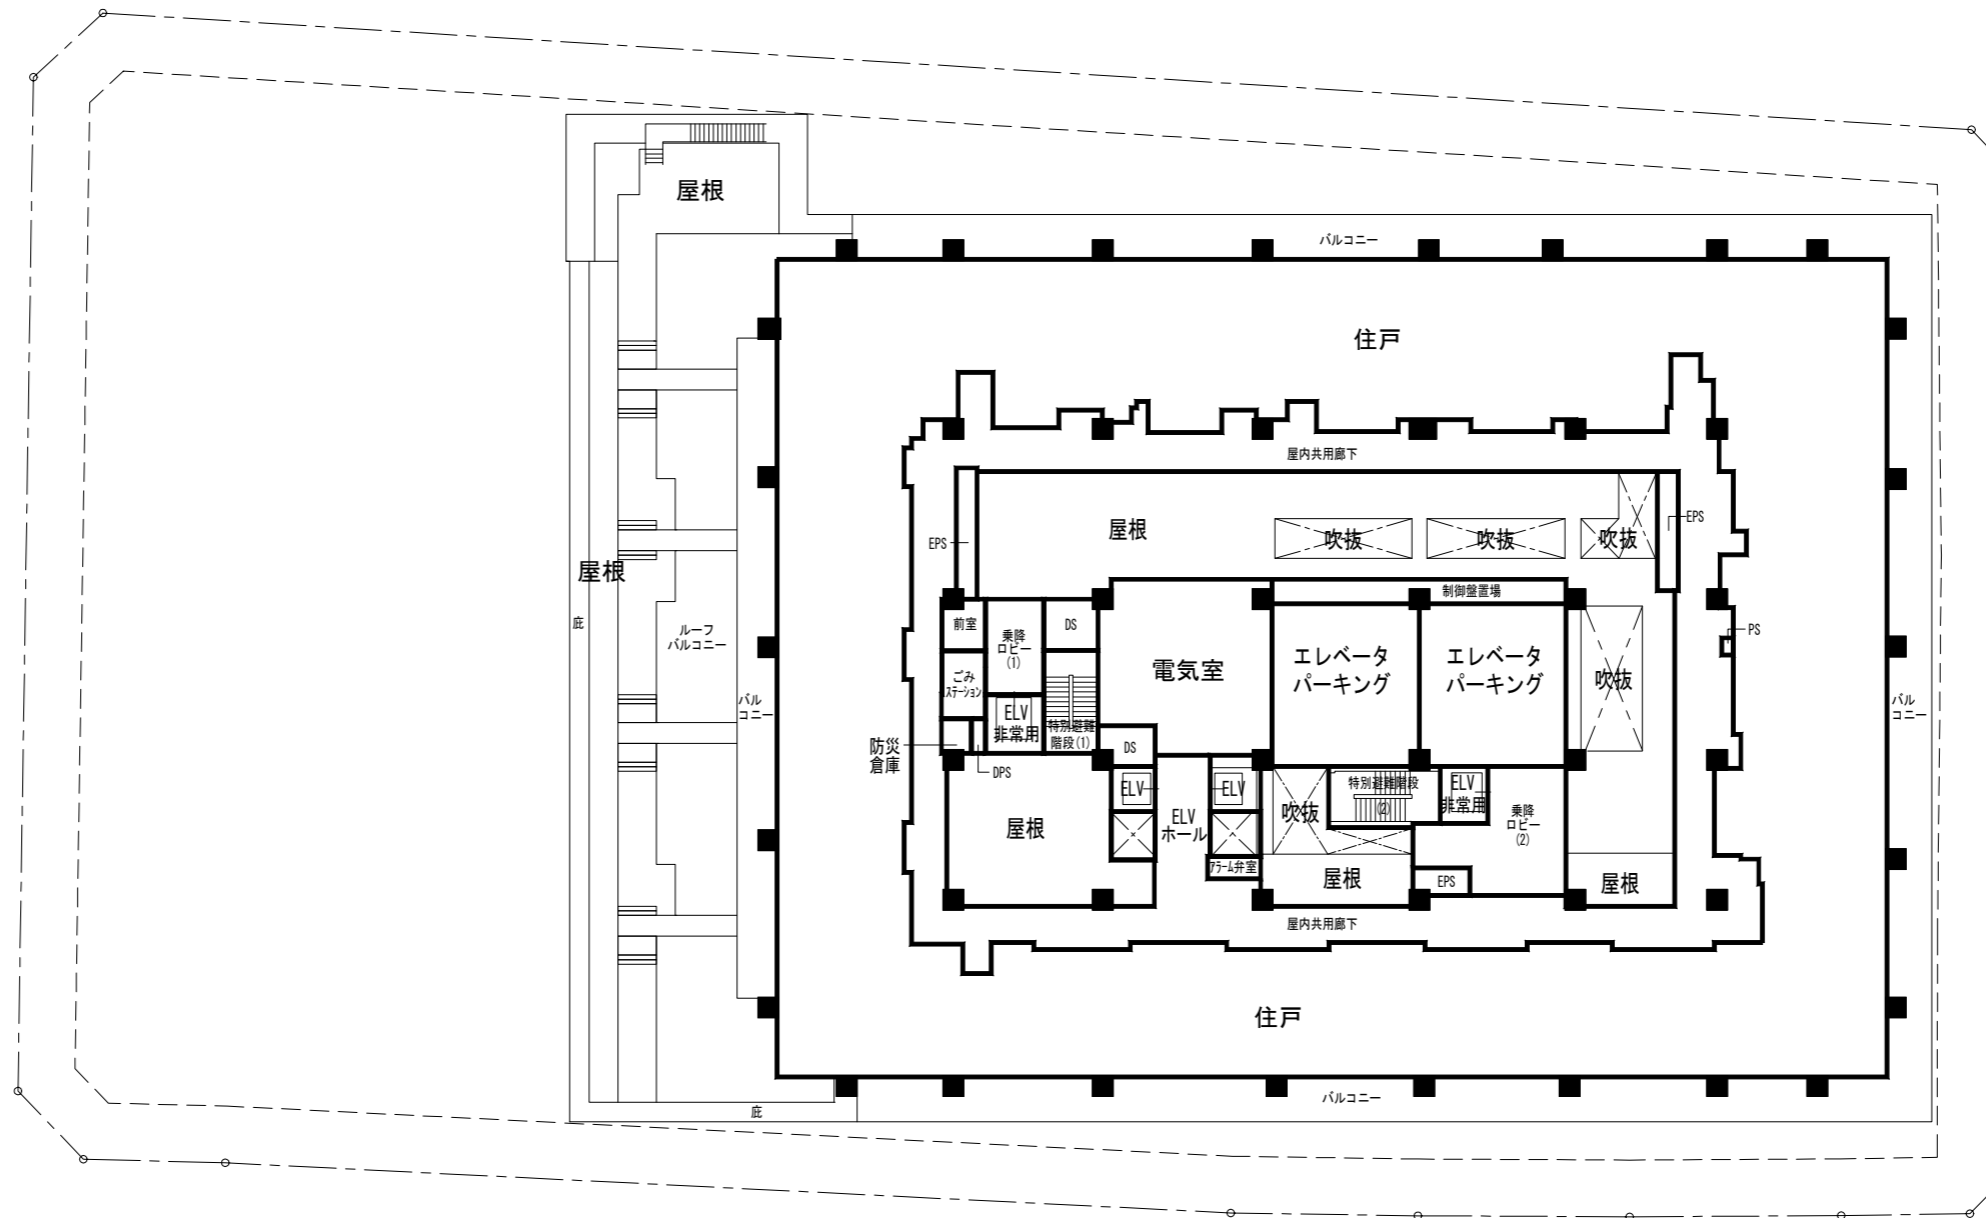 屋根
バルコニー
住戸
屋内共用廊下
屋根
吹抜
吹抜
吹抜
EPS
EPS
屋根
制御盤置場
庇
ルーフ
バルコニー
前室
乗降
ロビー
(1)
DS
PS
電気室
エレベータ
パーキング
エレベータ
パーキング
吹抜
ごみ
ステーション
バル
コニー
ELV
非常用
特別避難
階段(1)
バル
コニー
防災
倉庫
DPS
DS
ELV
ELV
ELV
ホール
吹抜
特別避難階段
(2)
ELV
非常用
乗降
ロビー
(2)
屋根
アラーム弁室
屋根
EPS
屋根
屋内共用廊下
住戸
バルコニー
庇